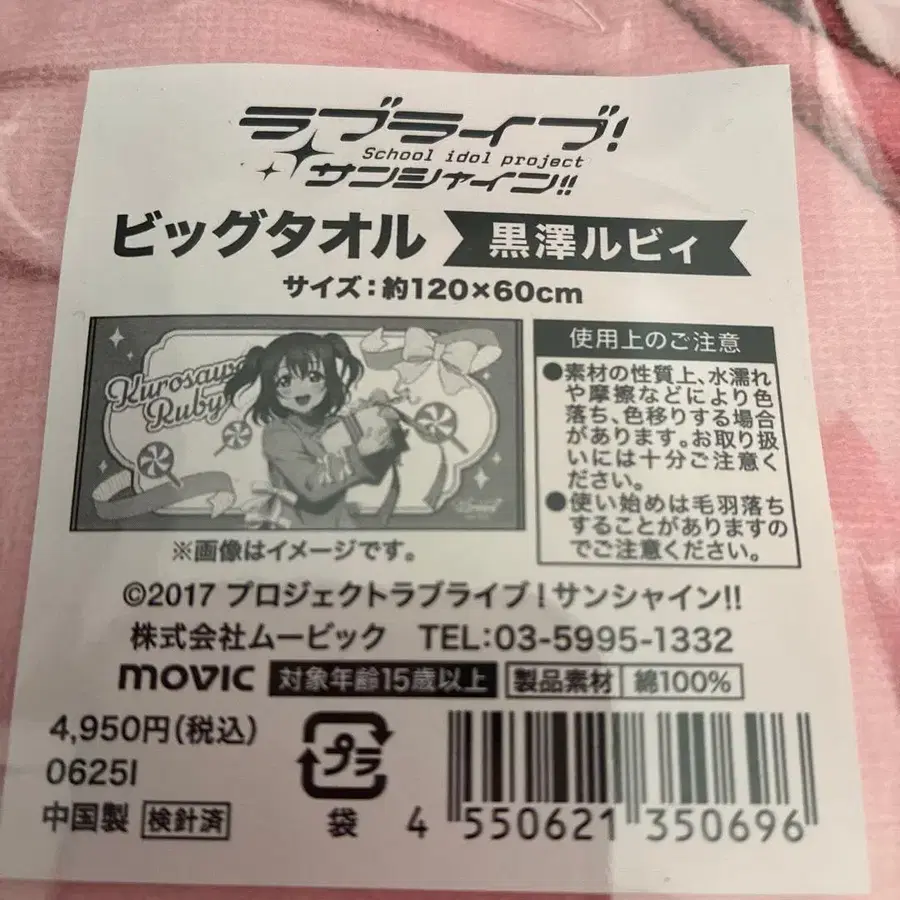 ラブライブ!
School idol project
サンシャイン!!
ビッグタオル 黒澤ルビィ
サイズ:約120×60cm
Kurosawa
Ruby
使用上のご注意
●素材の性質上、水濡れ
や摩擦などにより色
落ち、色移りする場合
があります。お取り扱
いには十分ご注意く
ださい。
●使い始めは毛羽落ち
することがありますの
でご注意ください。
※画像はイメージです。
©2017 プロジェクトラブライブ!サンシャイン!!
株式会社ムービック TEL:03-5995-1332
movic 対象年齢15歳以上 製品素材 綿100%
4,950円(税込)
0625I
中国製 検針済
プラ
袋
4 550621 350696